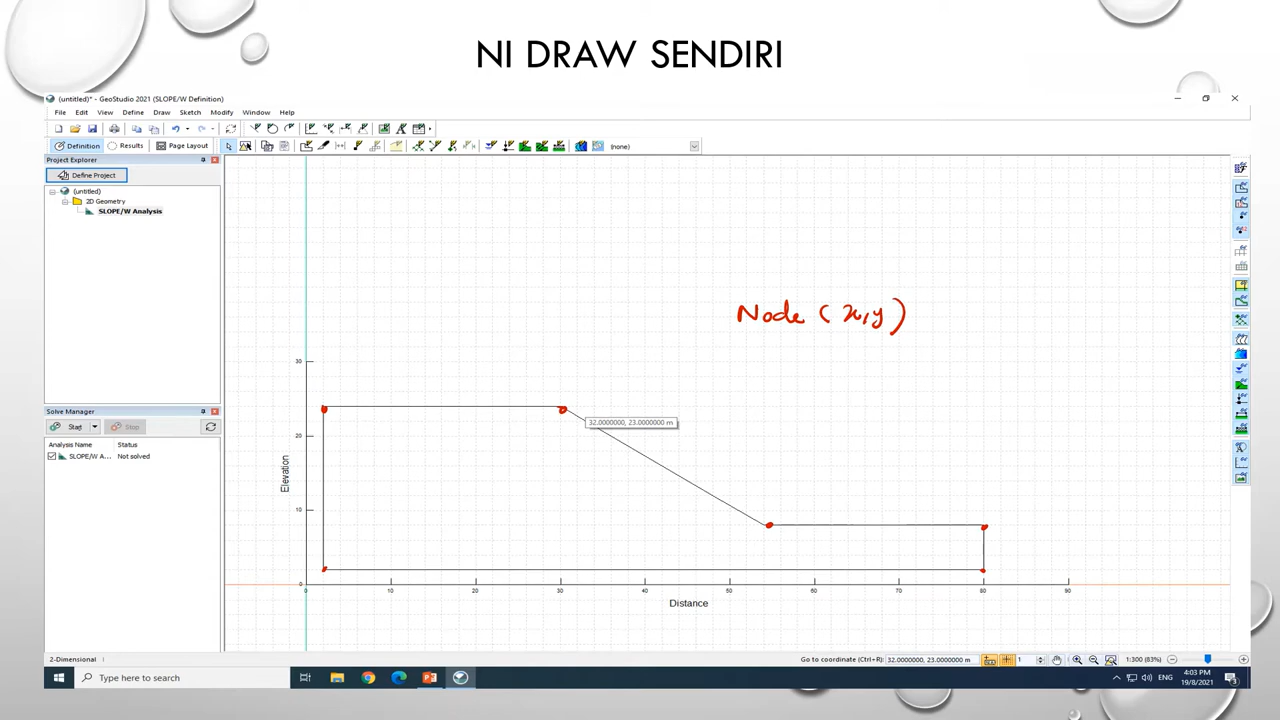 NI DRAW SENDIRI
(untitled)* - GeoStudio 2021 (SLOPE/W Definition)
File Edit View Define Draw Sketch Modify Window Help
Definition Results Page Layout (none)
Project Explorer
Define Project
(untitled)
2D Geometry
SLOPE/W Analysis
Node (x,y)
30
32.0000000, 23.0000000 m
20
10
0
Elevation
0 10 20 30 40 50 60 70 80 90
Distance
Solve Manager
Start Stop
Analysis Name Status
SLOPE/W A... Not solved
2-Dimensional
Go to coordinate (Ctrl+R): 32.0000000, 23.0000000 m 1 1:300 (83%)
Type here to search
ENG
4:03 PM
19/8/2021
3